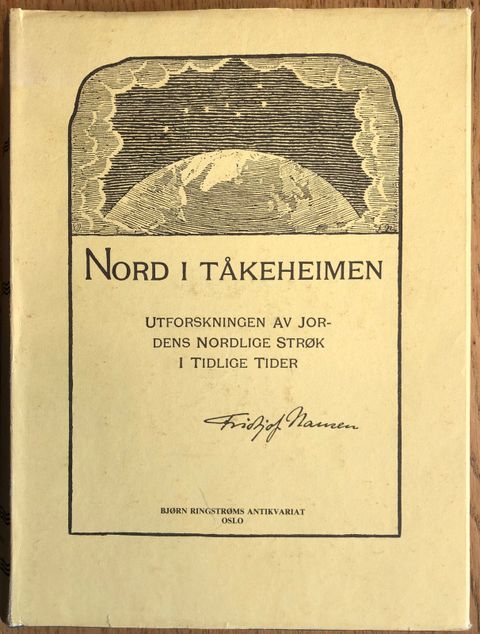 NORD I TÅKEHEIMEN
UTFORSKNINGEN AV JOR-
DENS NORDLIGE STRØK
I TIDLIGE TIDER
Fridtjof Nansen
BJØRN RINGSTRØMS ANTIKVARIAT
OSLO